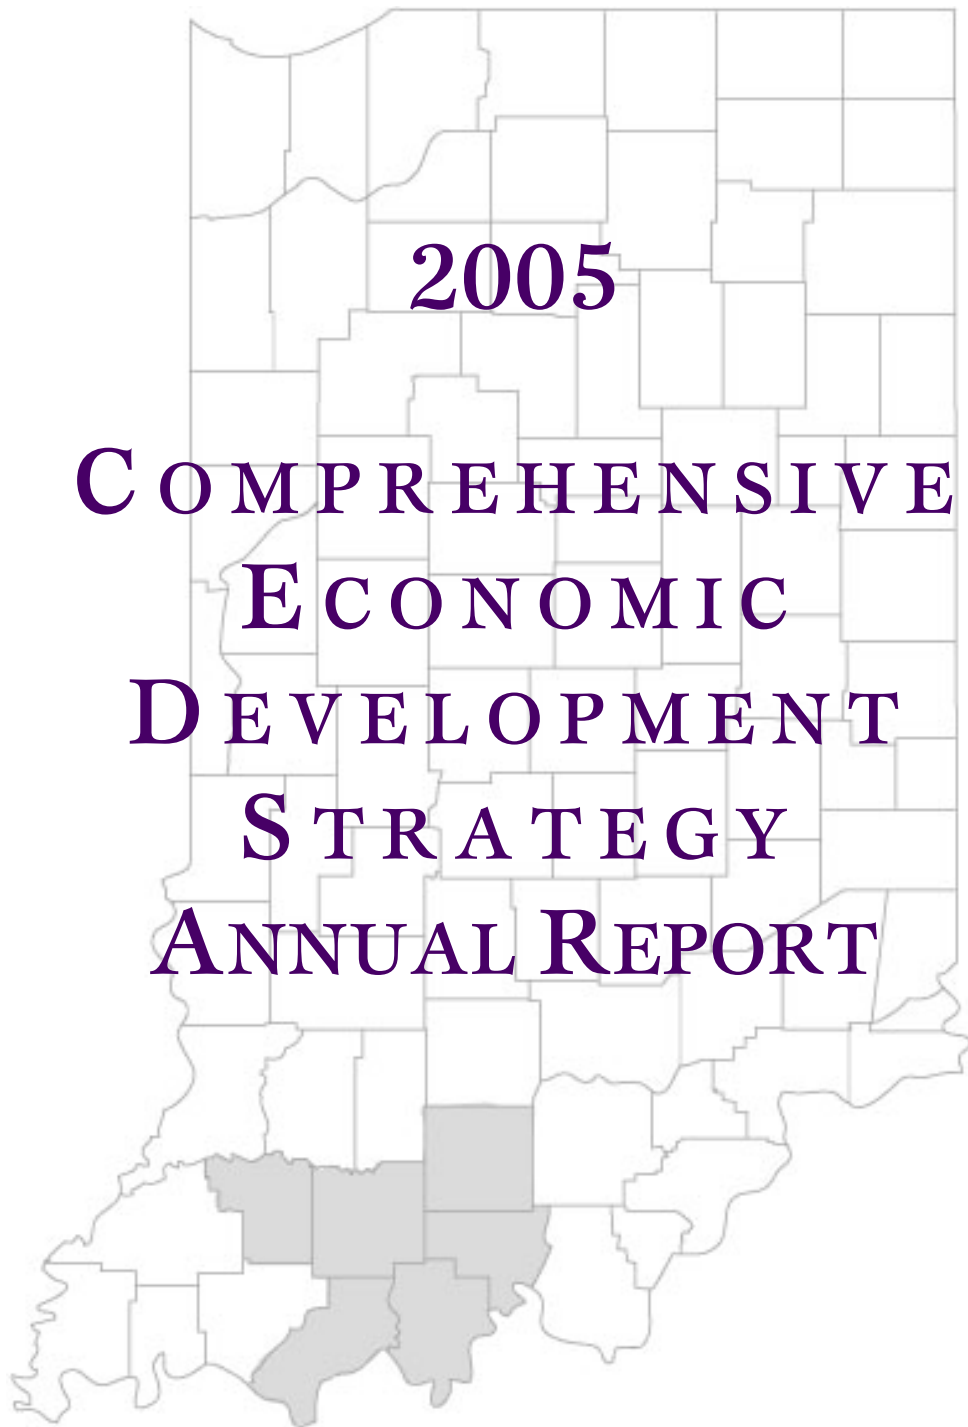 2005
COMPREHENSIVE
ECONOMIC
DEVELOPMENT
STRATEGY
ANNUAL REPORT